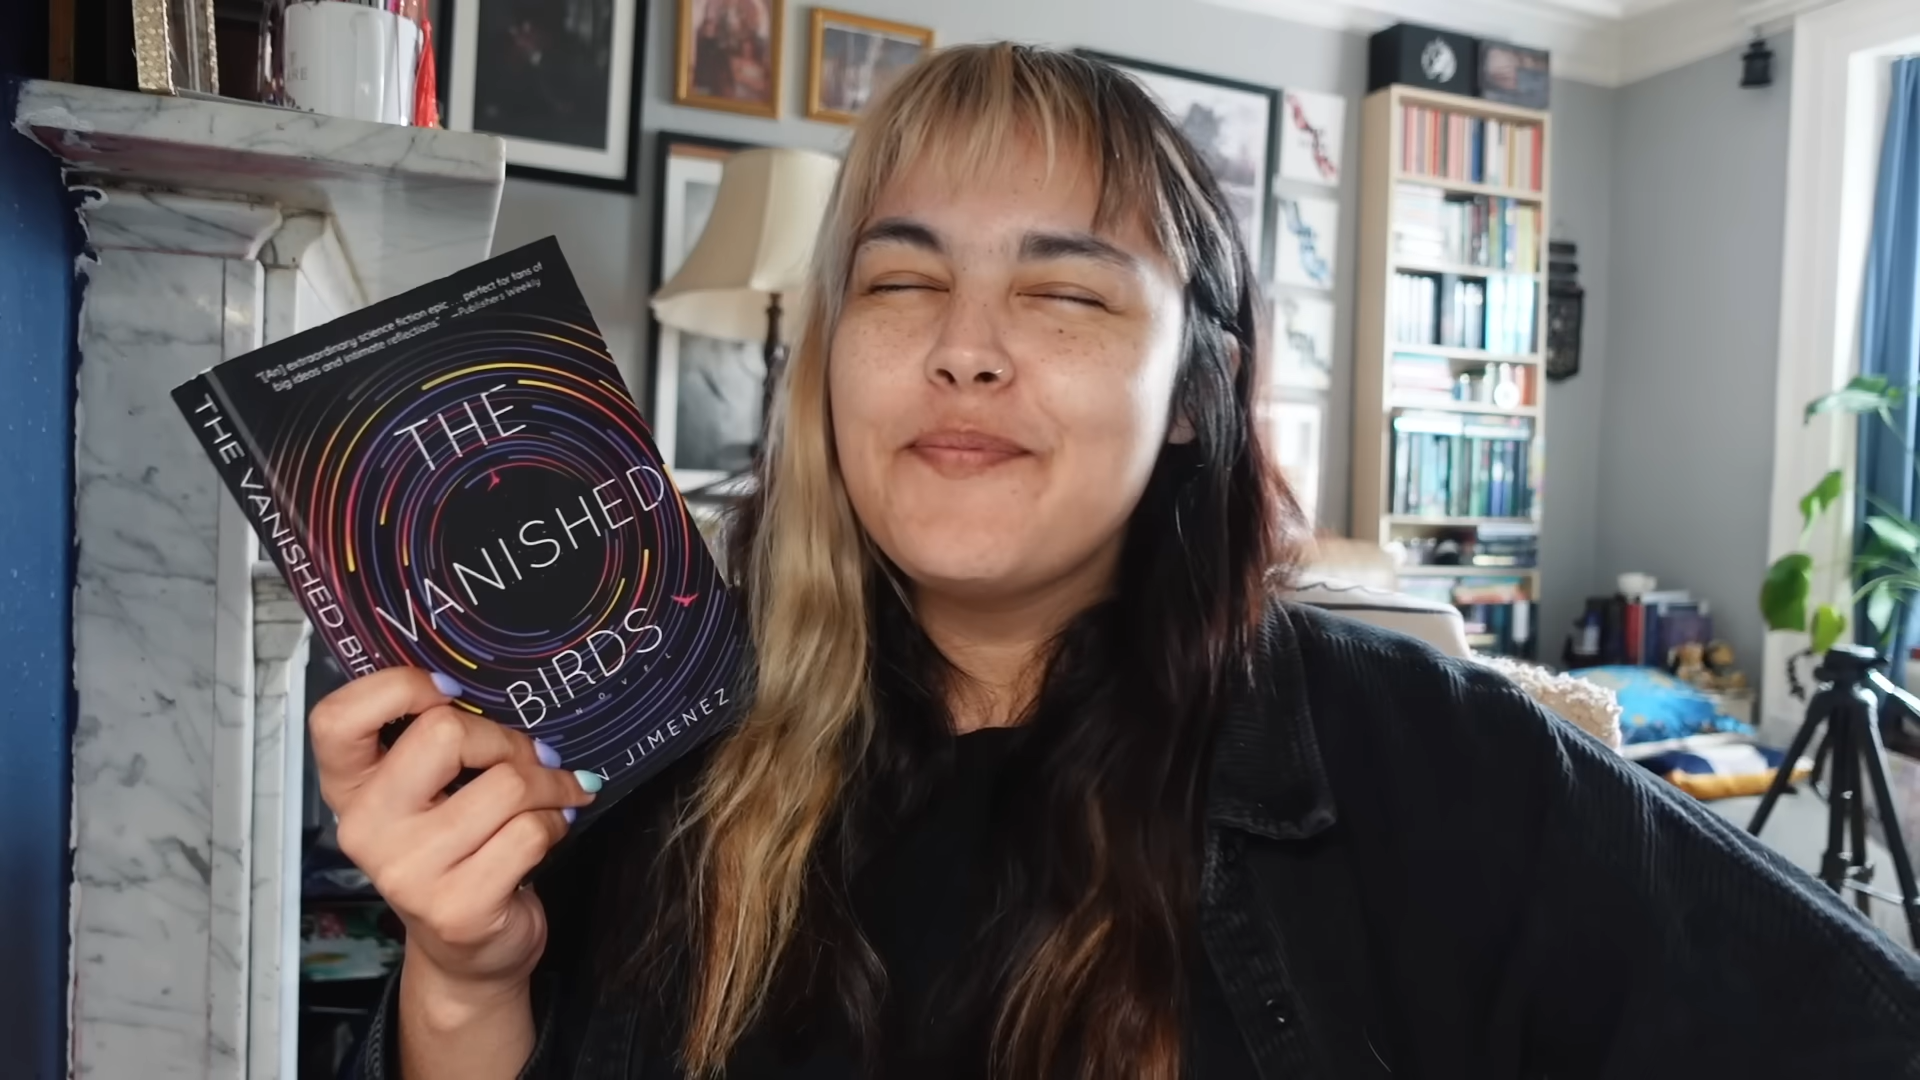 "[An] extraordinary science fiction epic . . . perfect for fans of
big ideas and intimate reflections." —Publishers Weekly
THE
VANISHED
BIRDS
A NOVEL
N JIMENEZ
THE VANISHED BIR